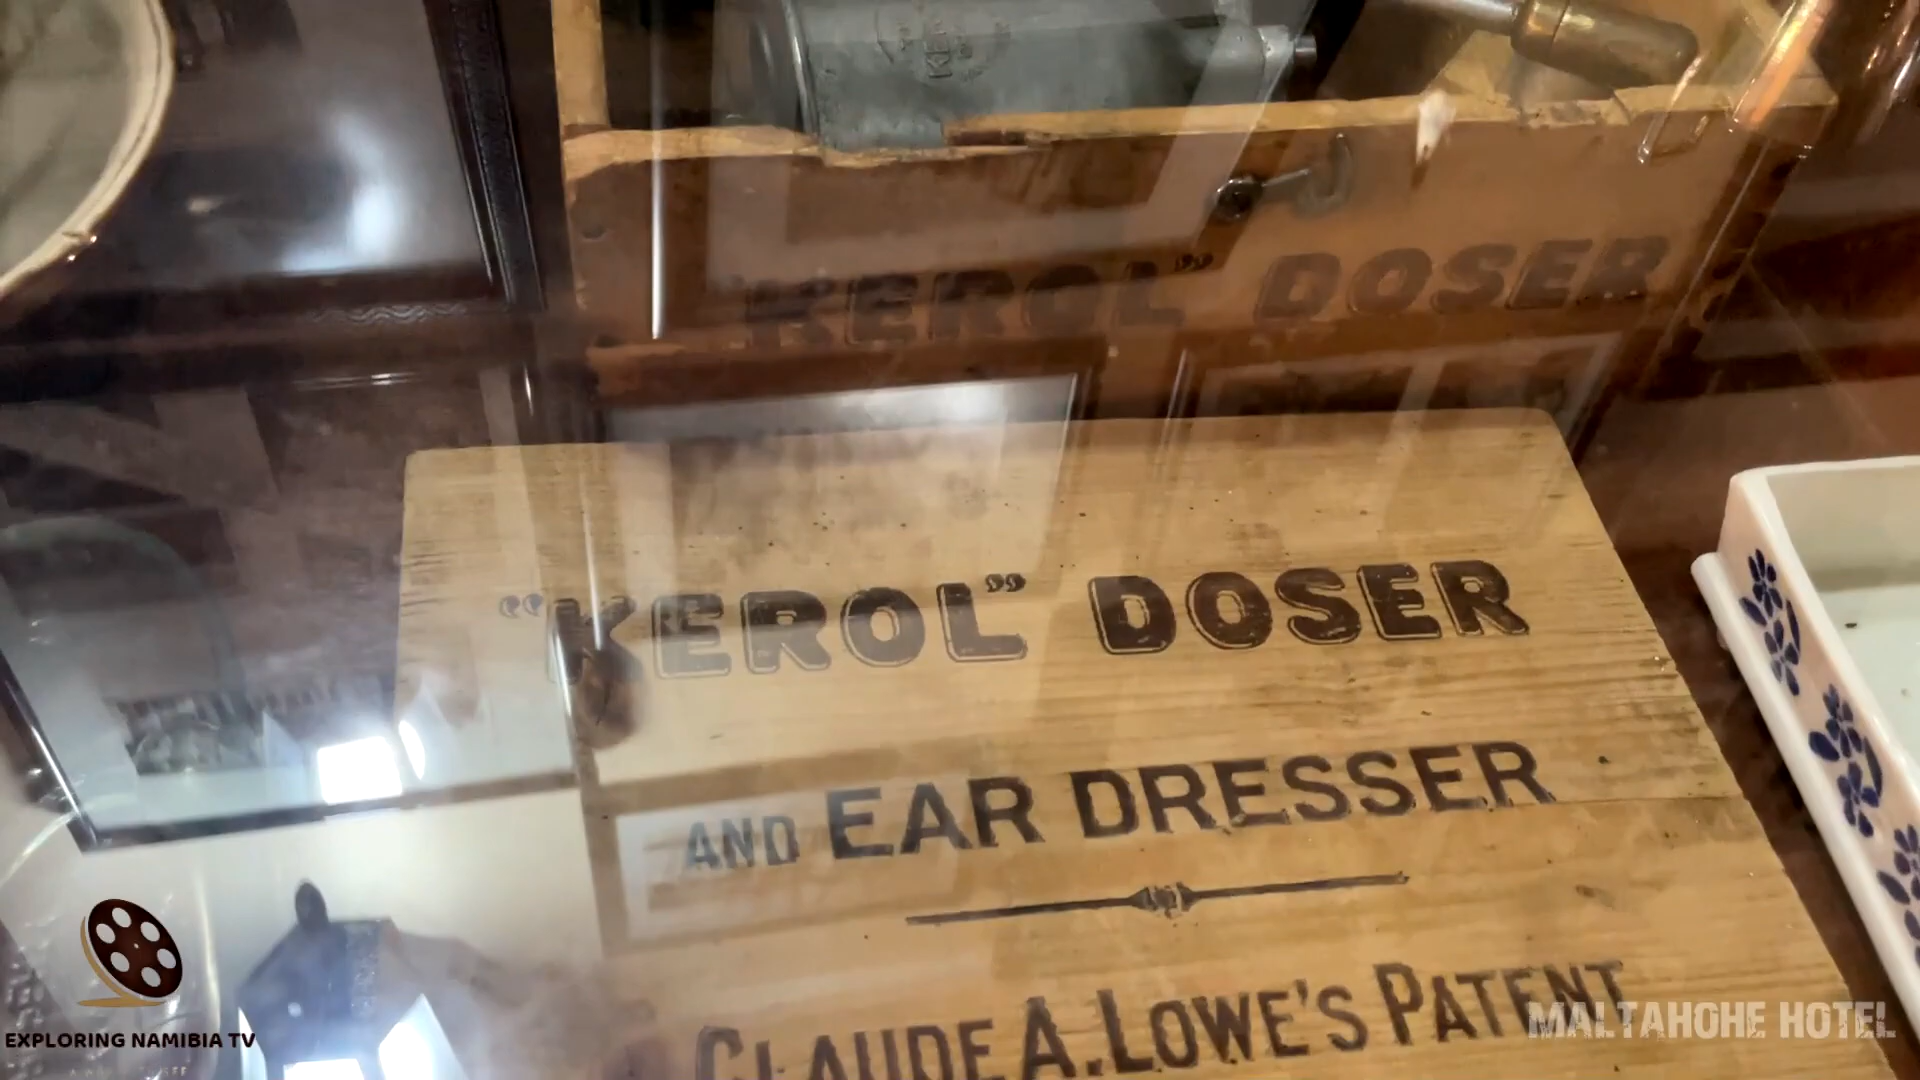 "KEROL" DOSER
"KEROL" DOSER
AND EAR DRESSER
CLAUDE A. LOWE'S PATENT
EXPLORING NAMIBIA TV
MALTAHOHE HOTEL